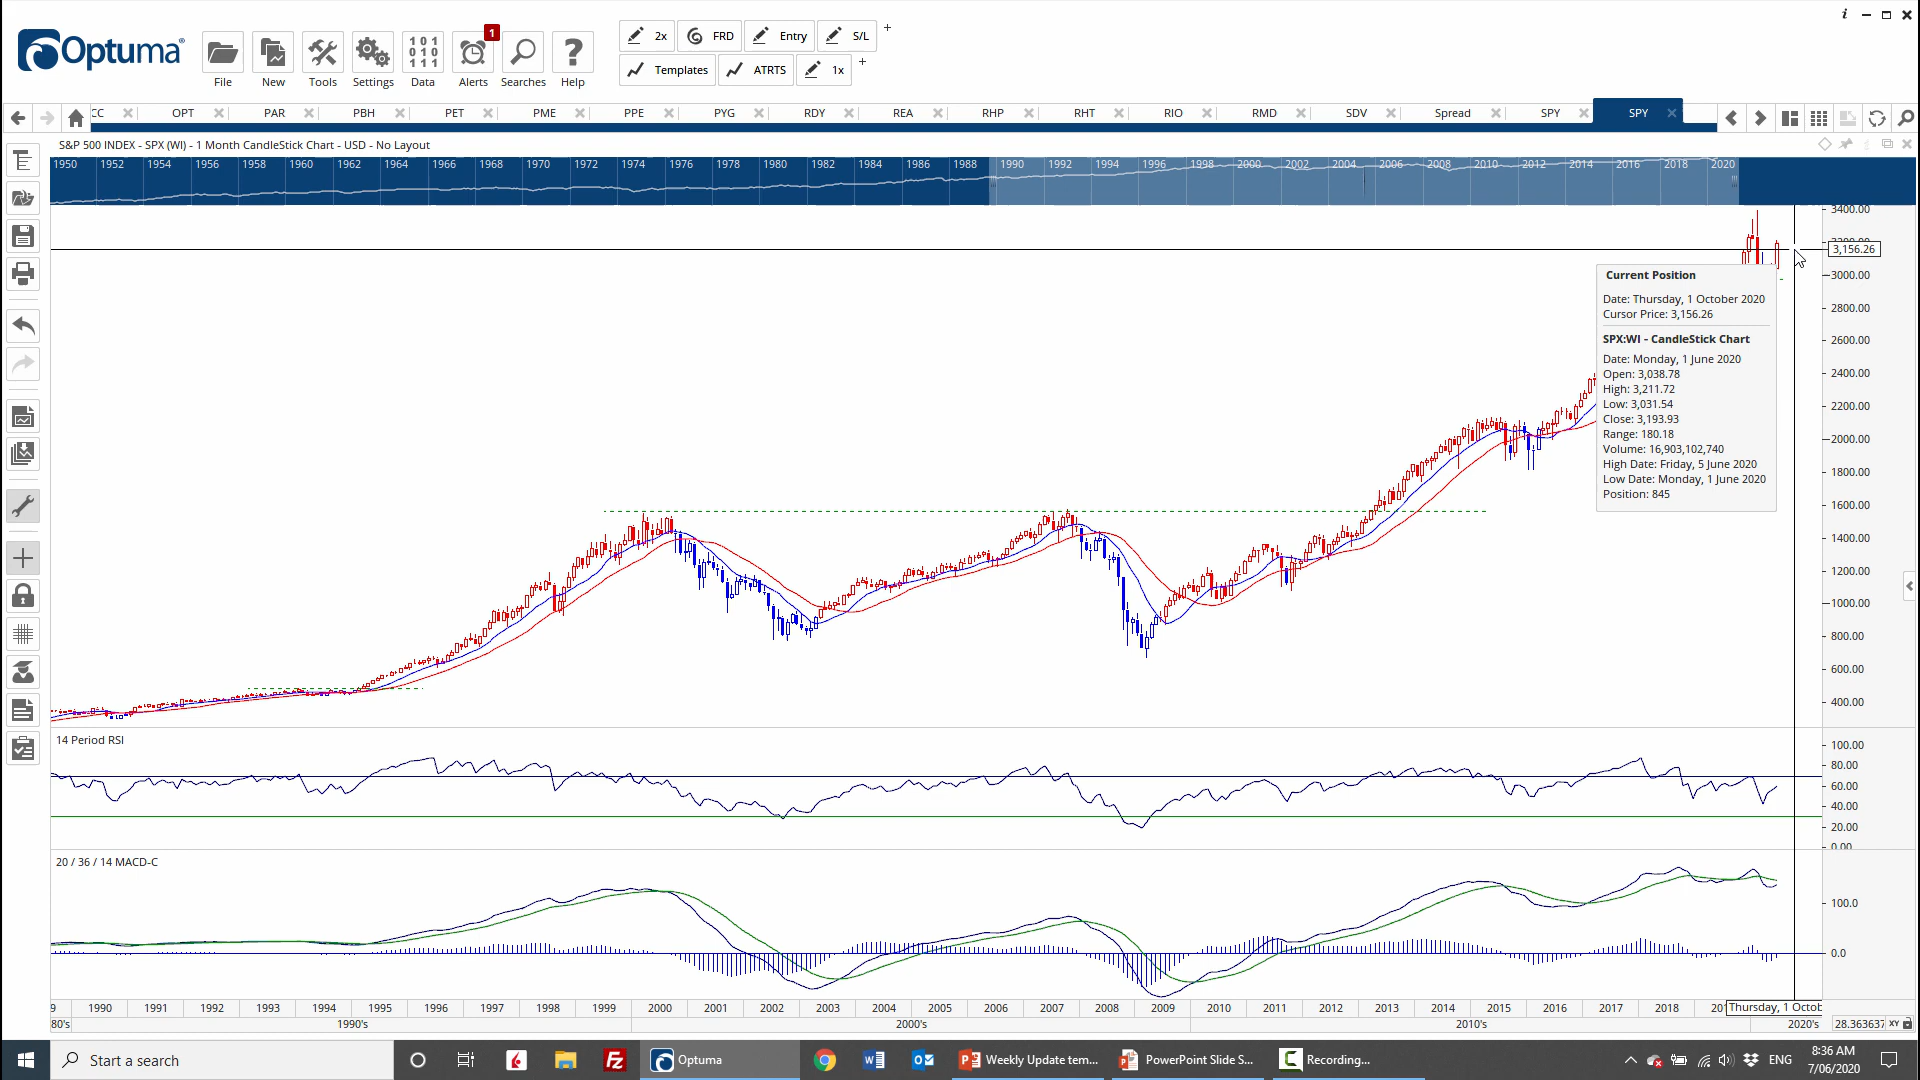 i
Optuma®
File
New
Tools
Settings
Data
1
Alerts
Searches
Help
2x FRD Entry S/L +
Templates ATRTS 1x +
CC OPT PAR PBH PET PME PPE PYG RDY REA RHP RHT RIO RMD SDV Spread SPY SPY
S&P 500 INDEX - SPX (WI) - 1 Month CandleStick Chart - USD - No Layout
1950 1952 1954 1956 1958 1960 1962 1964 1966 1968 1970 1972 1974 1976 1978 1980 1982 1984 1986 1988 1990 1992 1994 1996 1998 2000 2002 2004 2006 2008 2010 2012 2014 2016 2018 2020
3400.00
3200.00
3,156.26
3000.00
2800.00
2600.00
2400.00
2200.00
2000.00
1800.00
1600.00
1400.00
1200.00
1000.00
800.00
600.00
400.00
Current Position
Date: Thursday, 1 October 2020
Cursor Price: 3,156.26
SPX:WI - CandleStick Chart
Date: Monday, 1 June 2020
Open: 3,038.78
High: 3,211.72
Low: 3,031.54
Close: 3,193.93
Range: 180.18
Volume: 16,903,102,740
High Date: Friday, 5 June 2020
Low Date: Monday, 1 June 2020
Position: 845
14 Period RSI
100.00
80.00
60.00
40.00
20.00
0.00
20 / 36 / 14 MACD-C
100.0
0.0
9 1990 1991 1992 1993 1994 1995 1996 1997 1998 1999 2000 2001 2002 2003 2004 2005 2006 2007 2008 2009 2010 2011 2012 2013 2014 2015 2016 2017 2018 201 Thursday, 1 Octob
80's 1990's 2000's 2010's 2020's 28.363637 XY
Start a search
Optuma
Weekly Update tem...
PowerPoint Slide S...
Recording...
ENG
8:36 AM
7/06/2020